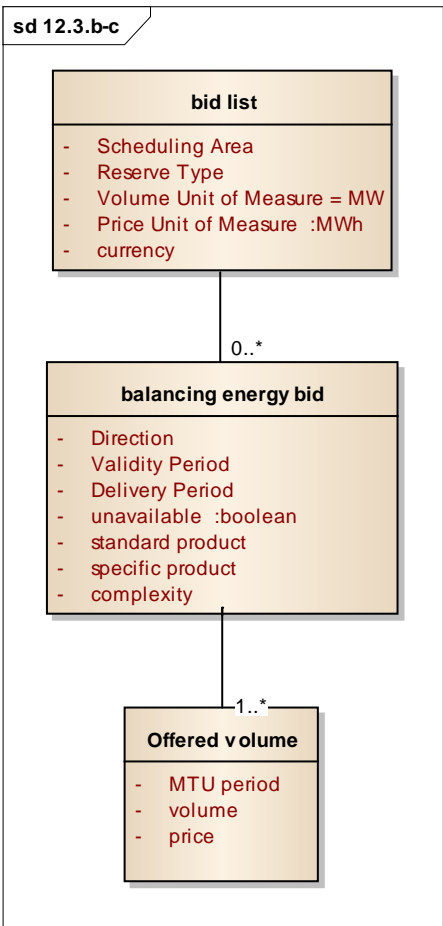 sd 12.3.b-c
bid list
- Scheduling Area
- Reserve Type
- Volume Unit of Measure = MW
- Price Unit of Measure :MWh
- currency
0..*
balancing energy bid
- Direction
- Validity Period
- Delivery Period
- unavailable :boolean
- standard product
- specific product
- complexity
1..*
Offered volume
- MTU period
- volume
- price